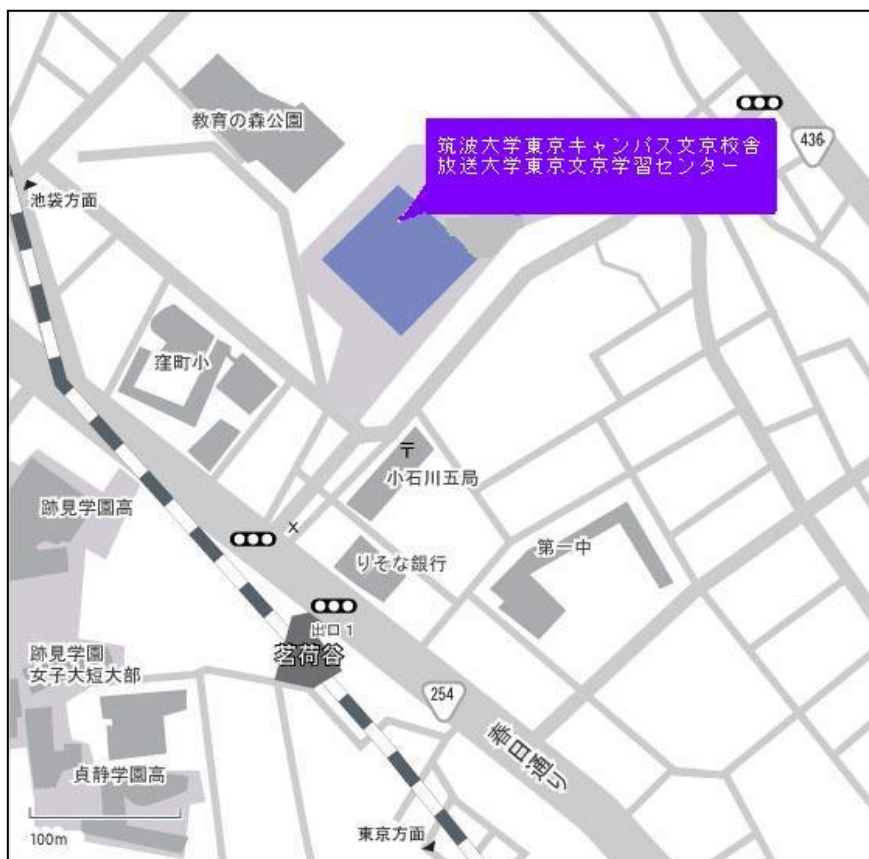 教育の森公園
筑波大学東京キャンパス文京校舎
放送大学東京文京学習センター
436
池袋方面
窪町小
〒
小石川五局
跡見学園高
X
りそな銀行
第一中
出口1
茗荷谷
跡見学園
女子大短大部
254
春日通り
貞静学園高
100m
東京方面